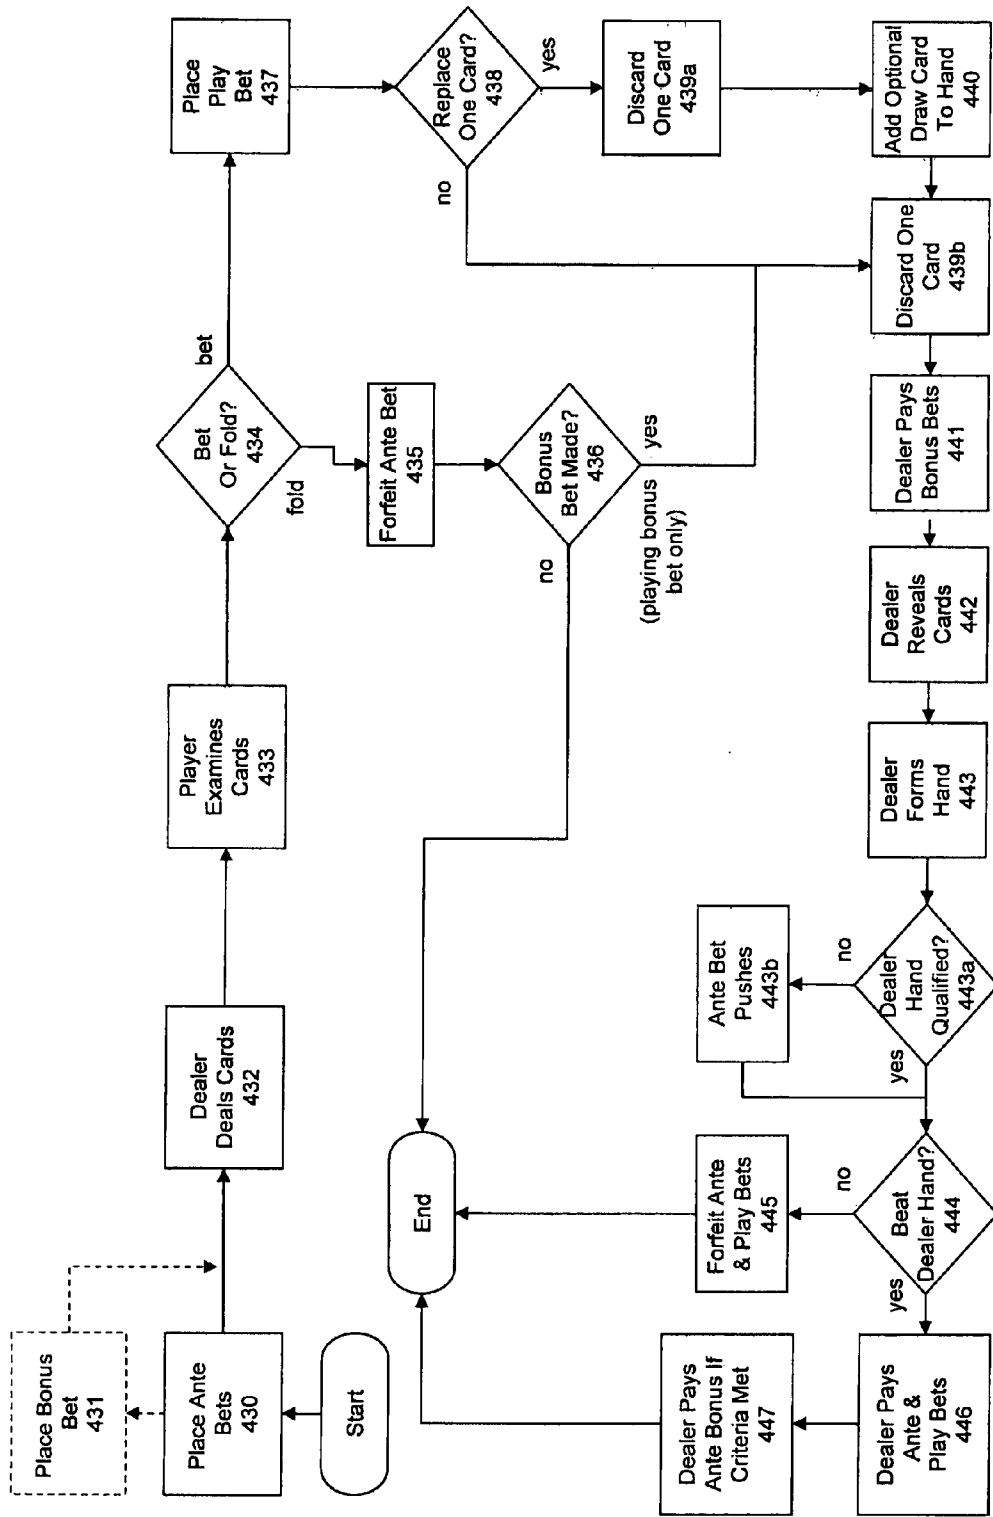 Start
Place Ante
Bets
430
Place Bonus
Bet
431
Dealer
Deals Cards
432
Player
Examines
Cards
433
Bet
Or Fold?
434
bet
fold
Place
Play
Bet
437
Forfeit Ante Bet
435
Bonus
Bet Made?
436
no
yes
(playing bonus
bet only)
Replace
One Card?
438
no
yes
Discard
One Card
439a
Add Optional
Draw Card
To Hand
440
Discard One
Card
439b
Dealer Pays
Bonus Bets
441
Dealer
Reveals
Cards
442
Dealer
Forms
Hand
443
Dealer
Hand
Qualified?
443a
no
yes
Ante Bet
Pushes
443b
Beat
Dealer Hand?
444
no
yes
Forfeit Ante
& Play Bets
445
Dealer Pays
Ante &
Play Bets
446
Dealer Pays
Ante Bonus If
Criteria Met
447
End